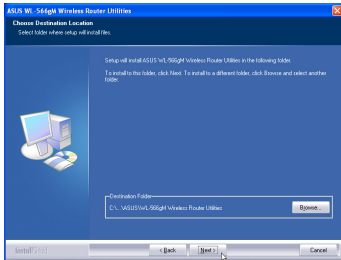 ASUS WL-566gM Wireless Router Utilities
Choose Destination Location
Select folder where setup will install files.
Setup will install ASUS WL-566gM Wireless Router Utilities in the following folder.
To install to this folder, click Next. To install to a different folder, click Browse and select another
folder.
Destination Folder
C:\...\ASUS\WL-566gM Wireless Router Utilities
Browse...
InstallShield
< Back
Next >
Cancel